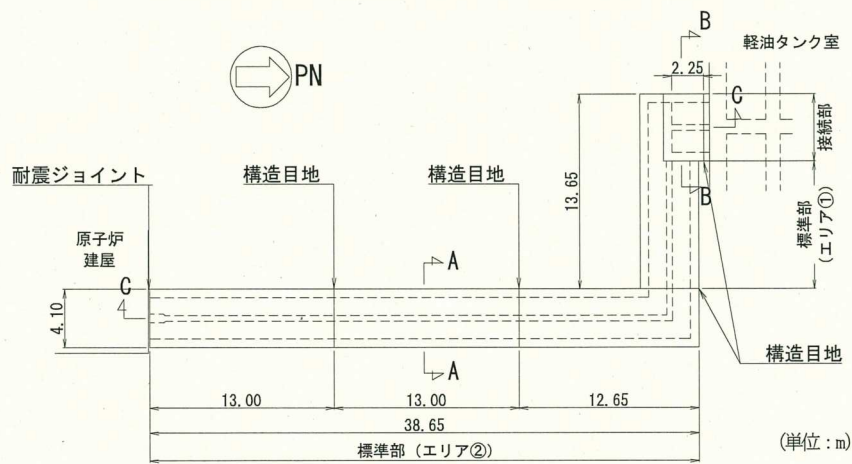 B
軽油タンク室
2.25
PN
C
接続部
耐震ジョイント
構造目地
構造目地
13.65
B
標準部
(エリア①)
原子炉
建屋
A
C
4.10
A
構造目地
13.00
13.00
12.65
38.65
(単位:m)
標準部(エリア②)